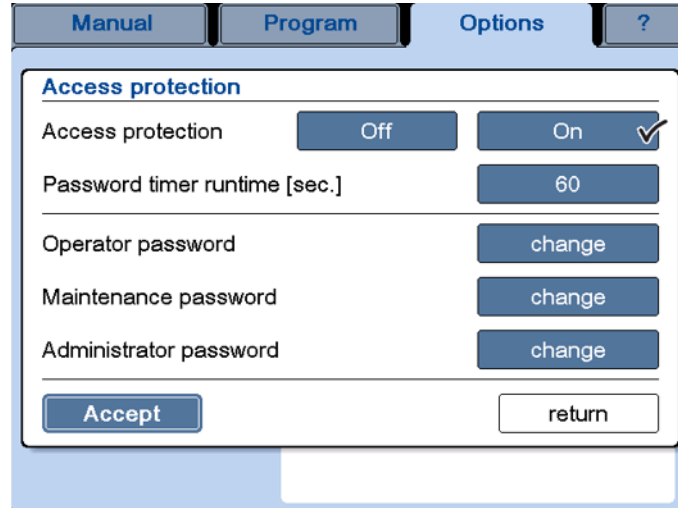 Manual Program Options ?
Access protection
Access protection Off On
Password timer runtime [sec.] 60
Operator password change
Maintenance password change
Administrator password change
Accept return